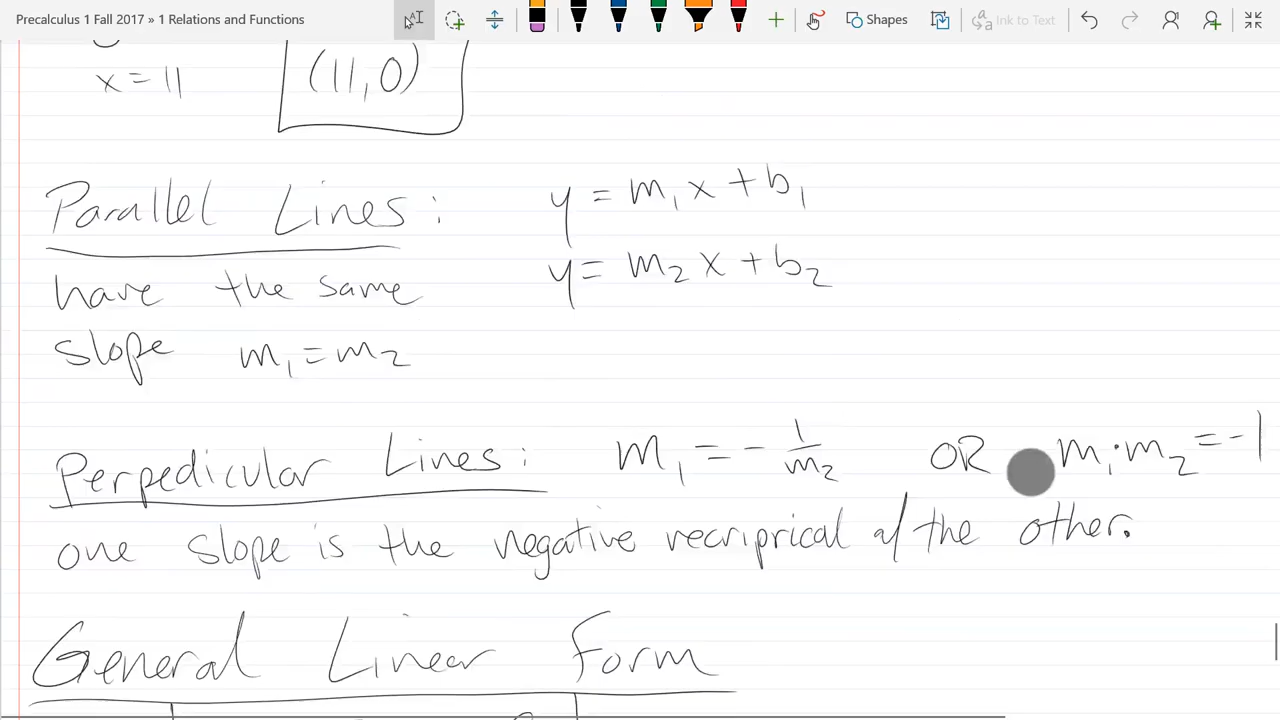 Precalculus 1 Fall 2017 » 1 Relations and Functions
Shapes
Ink to Text
x = 11
(11,0)
Parallel Lines:
y = m₁x + b₁
y = m₂x + b₂
have the same
slope m₁ = m₂
Perpedicular Lines: m₁ = - 1/m₂ OR m₁·m₂ = -1
one slope is the negative recriprical of the other.
General Linear Form